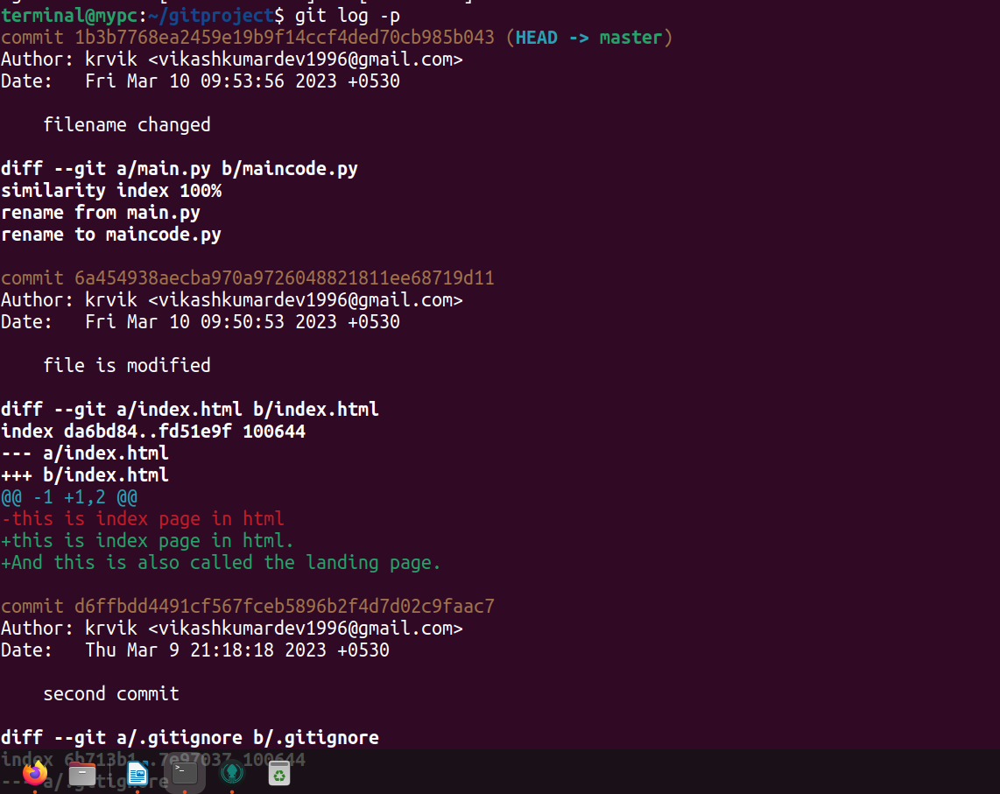 terminal@mypc:~/gitproject$ git log -p
commit 1b3b7768ea2459e19b9f14ccf4ded70cb985b043 (HEAD -> master)
Author: krvik <vikashkumardev1996@gmail.com>
Date:   Fri Mar 10 09:53:56 2023 +0530

    filename changed

diff --git a/main.py b/maincode.py
similarity index 100%
rename from main.py
rename to maincode.py

commit 6a454938aecba970a9726048821811ee68719d11
Author: krvik <vikashkumardev1996@gmail.com>
Date:   Fri Mar 10 09:50:53 2023 +0530

    file is modified

diff --git a/index.html b/index.html
index da6bd84..fd51e9f 100644
--- a/index.html
+++ b/index.html
@@ -1 +1,2 @@
-this is index page in html
+this is index page in html.
+And this is also called the landing page.

commit d6ffbdd4491cf567fceb5896b2f4d7d02c9faac7
Author: krvik <vikashkumardev1996@gmail.com>
Date:   Thu Mar 9 21:18:18 2023 +0530

    second commit

diff --git a/.gitignore b/.gitignore
index 6b713b1..7e97037 100644
--- a/.gitignore